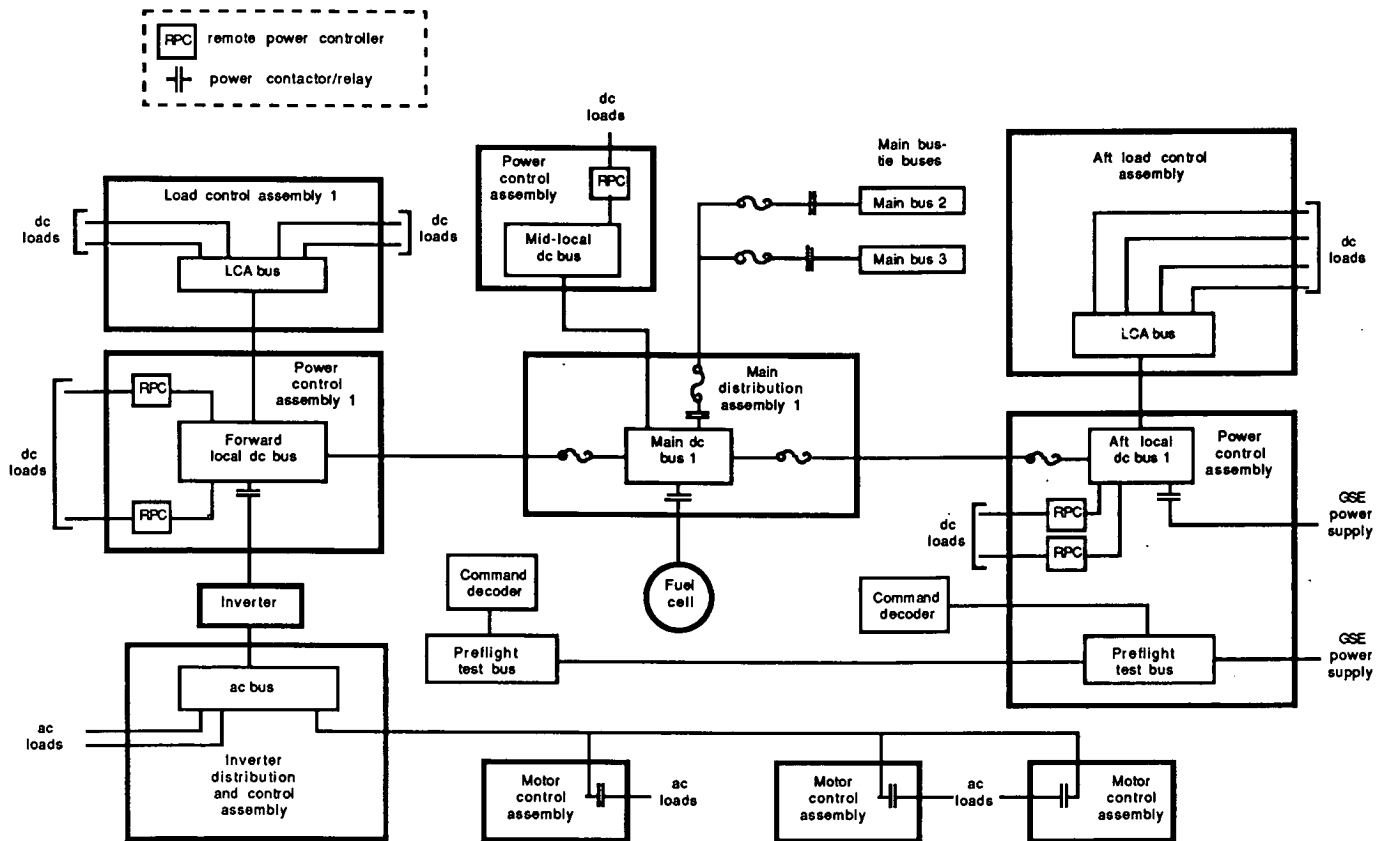 RPC remote power controller
power contactor/relay
dc
loads
Main bus-
tie buses
Power
control
assembly
RPC
Mid-local
dc bus
Main bus 2
Main bus 3
Aft load control
assembly
dc
loads
LCA bus
Load control assembly 1
dc
loads
dc
loads
LCA bus
Power
control
assembly 1
RPC
Forward
local dc bus
RPC
dc
loads
Main
distribution
assembly 1
Main dc
bus 1
Aft local
dc bus 1
Power
control
assembly
RPC
RPC
dc
loads
GSE
power
supply
Inverter
Command
decoder
Fuel
cell
Command
decoder
Preflight
test bus
Preflight
test bus
GSE
power
supply
ac bus
ac
loads
Inverter
distribution
and control
assembly
Motor
control
assembly
ac
loads
Motor
control
assembly
ac
loads
Motor
control
assembly